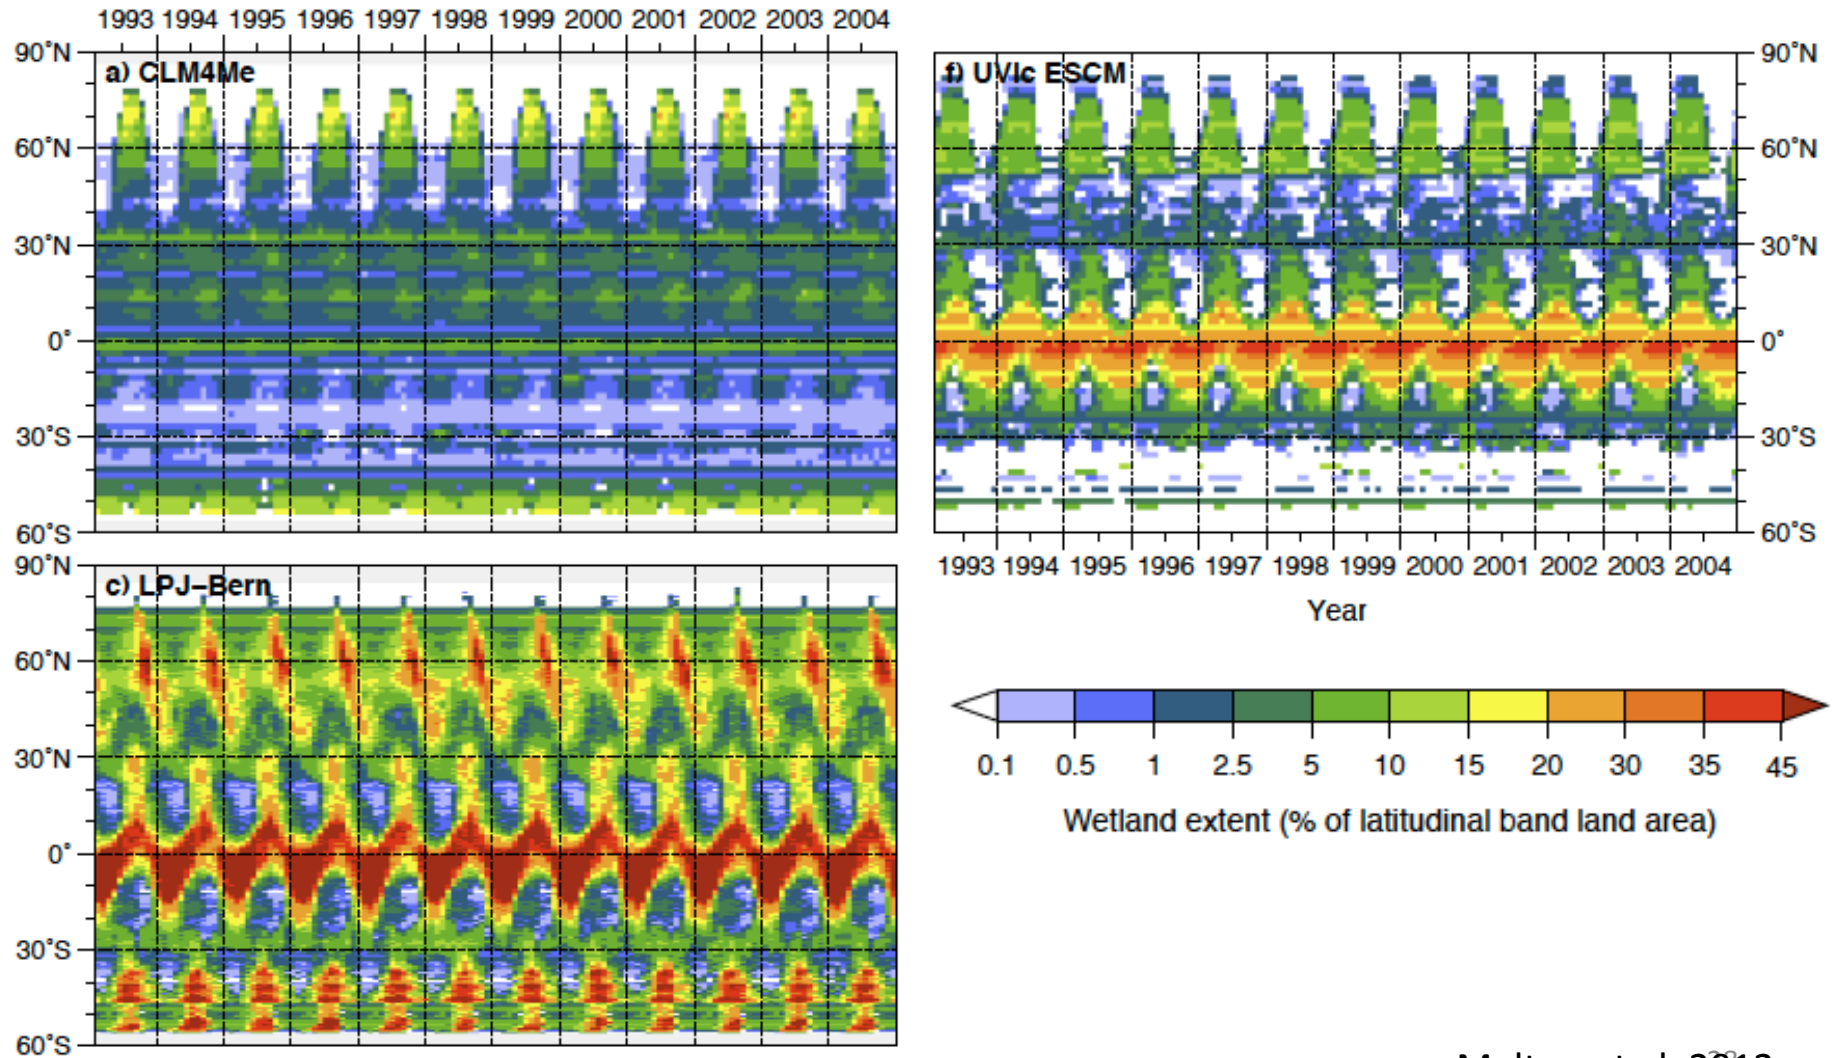 1993 1994 1995 1996 1997 1998 1999 2000 2001 2002 2003 2004
90°N
a) CLM4Me
60°N
30°N
0°
30°S
60°S
f) UVic ESCM
90°N
60°N
30°N
0°
30°S
60°S
1993 1994 1995 1996 1997 1998 1999 2000 2001 2002 2003 2004
Year
90°N
c) LPJ–Bern
60°N
30°N
0°
30°S
60°S
0.1 0.5 1 2.5 5 10 15 20 30 35 45
Wetland extent (% of latitudinal band land area)